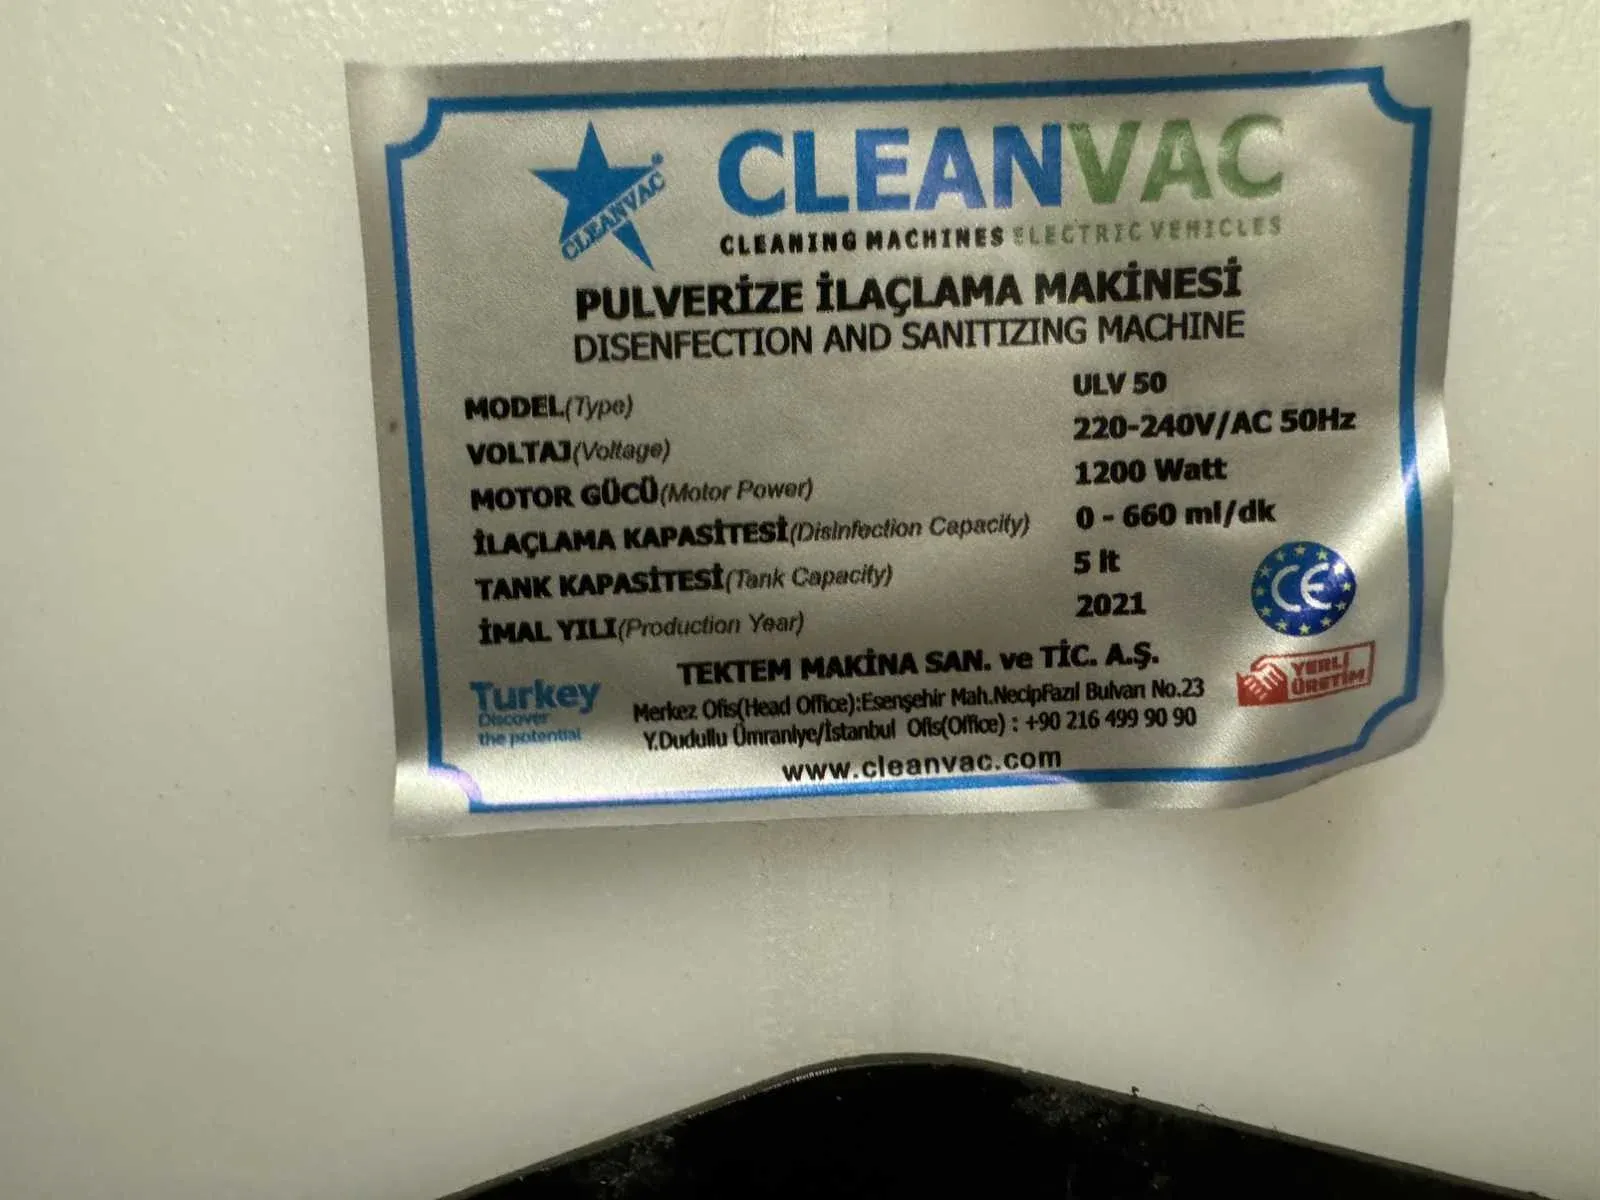 CLEANVAC
CLEANVAC
CLEANING MACHINES ELECTRIC VEHICLES
PULVERİZE İLAÇLAMA MAKİNESİ
DISENFECTION AND SANITIZING MACHINE
MODEL(Type) ULV 50
VOLTAJ(Voltage) 220-240V/AC 50Hz
MOTOR GÜCÜ(Motor Power) 1200 Watt
İLAÇLAMA KAPASİTESİ(Disinfection Capacity) 0 - 660 ml/dk
TANK KAPASİTESİ(Tank Capacity) 5 lt
İMAL YILI(Production Year) 2021
CE
TEKTEM MAKİNA SAN. ve TİC. A.Ş.
YERLİ
ÜRETİM
Turkey
Discover
the potential
Merkez Ofis(Head Office):Esenşehir Mah.NecipFazıl Bulvarı No.23
Y.Dudullu Ümraniye/İstanbul Ofis(Office) : +90 216 499 90 90
www.cleanvac.com